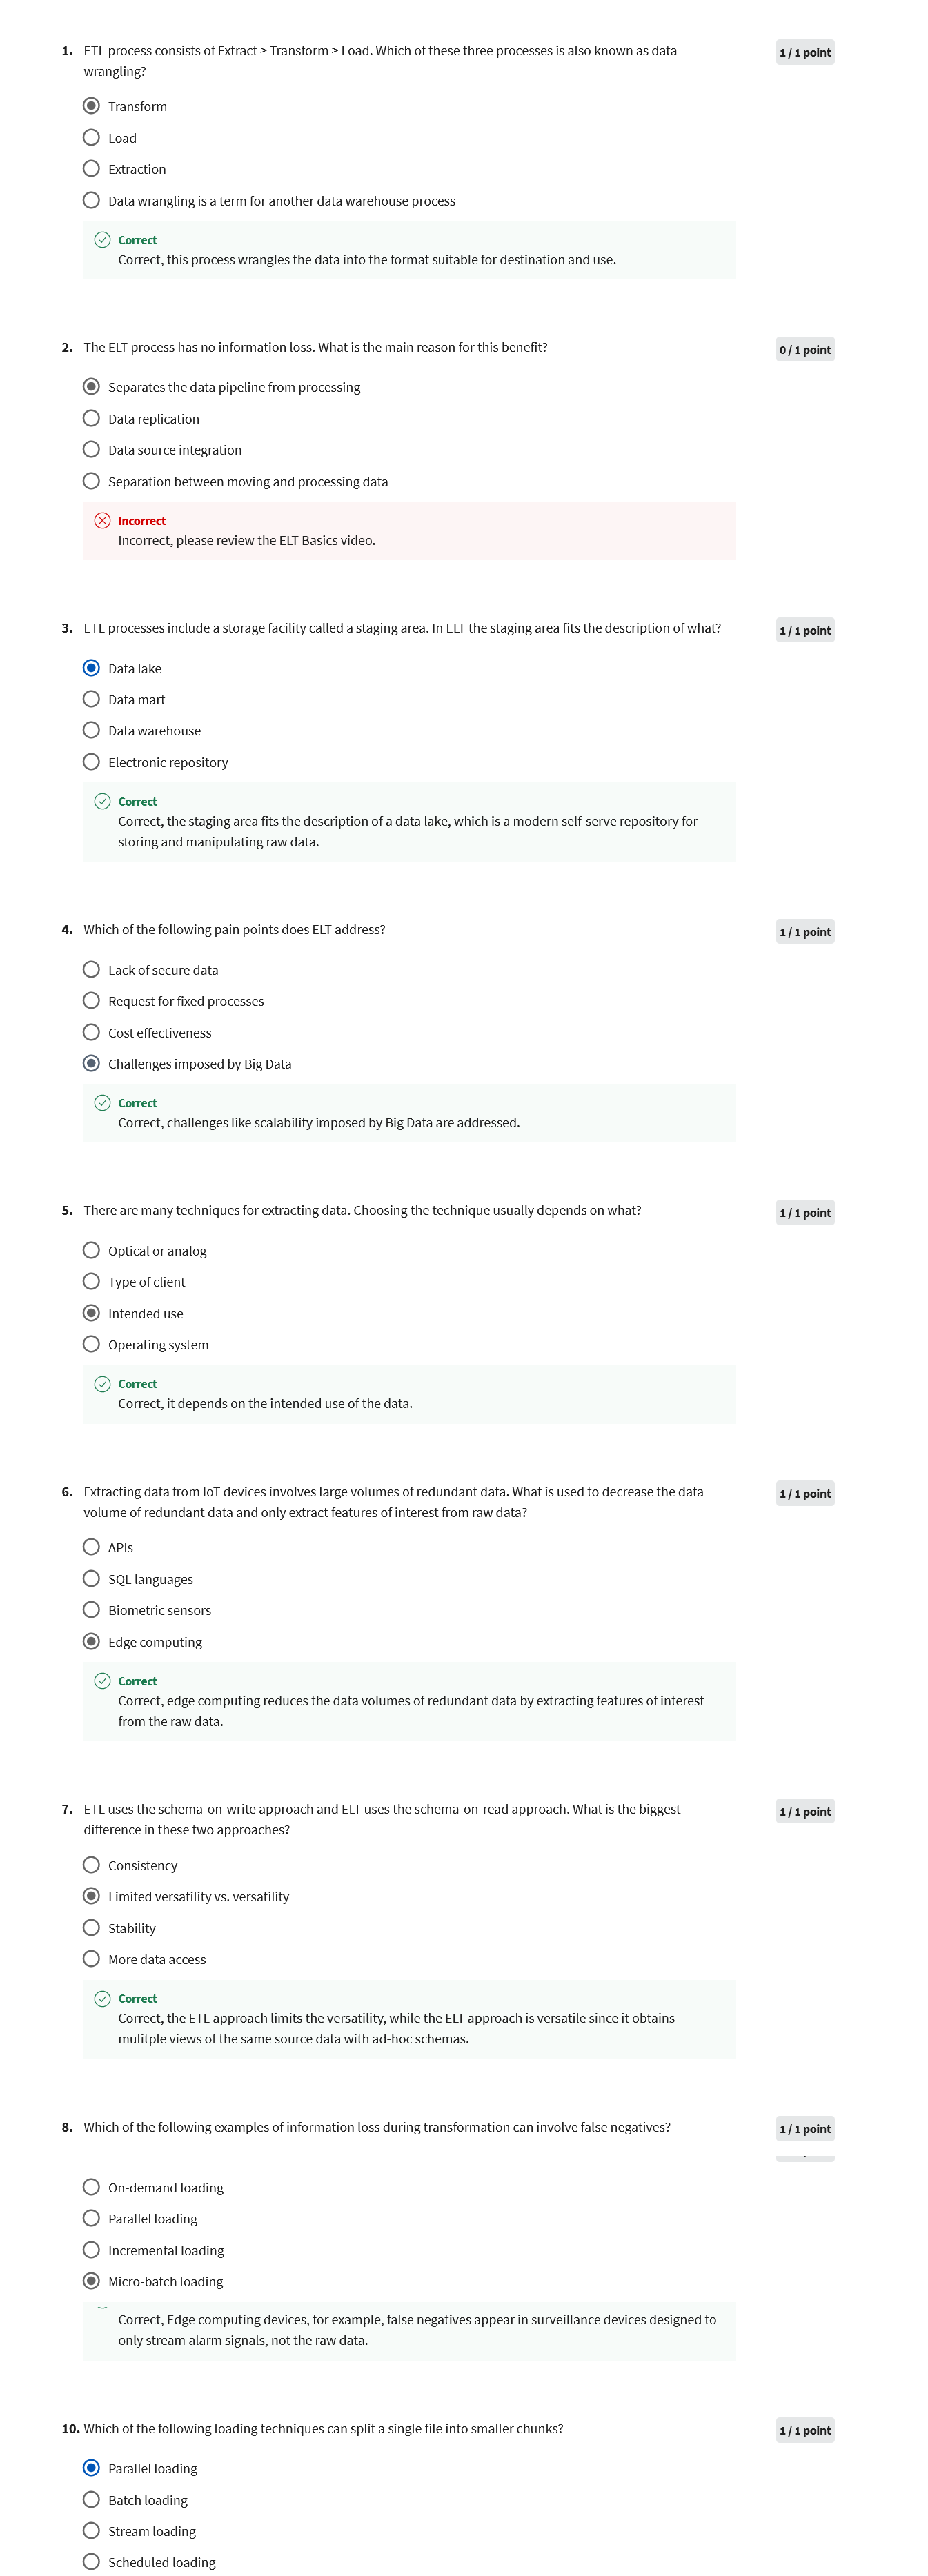 1. ETL process consists of Extract > Transform > Load. Which of these three processes is also known as data
wrangling?
1 / 1 point
Transform
Load
Extraction
Data wrangling is a term for another data warehouse process
Correct
Correct, this process wrangles the data into the format suitable for destination and use.
2. The ELT process has no information loss. What is the main reason for this benefit?
0 / 1 point
Separates the data pipeline from processing
Data replication
Data source integration
Separation between moving and processing data
Incorrect
Incorrect, please review the ELT Basics video.
3. ETL processes include a storage facility called a staging area. In ELT the staging area fits the description of what?
1 / 1 point
Data lake
Data mart
Data warehouse
Electronic repository
Correct
Correct, the staging area fits the description of a data lake, which is a modern self-serve repository for
storing and manipulating raw data.
4. Which of the following pain points does ELT address?
1 / 1 point
Lack of secure data
Request for fixed processes
Cost effectiveness
Challenges imposed by Big Data
Correct
Correct, challenges like scalability imposed by Big Data are addressed.
5. There are many techniques for extracting data. Choosing the technique usually depends on what?
1 / 1 point
Optical or analog
Type of client
Intended use
Operating system
Correct
Correct, it depends on the intended use of the data.
6. Extracting data from IoT devices involves large volumes of redundant data. What is used to decrease the data
volume of redundant data and only extract features of interest from raw data?
1 / 1 point
APIs
SQL languages
Biometric sensors
Edge computing
Correct
Correct, edge computing reduces the data volumes of redundant data by extracting features of interest
from the raw data.
7. ETL uses the schema-on-write approach and ELT uses the schema-on-read approach. What is the biggest
difference in these two approaches?
1 / 1 point
Consistency
Limited versatility vs. versatility
Stability
More data access
Correct
Correct, the ETL approach limits the versatility, while the ELT approach is versatile since it obtains
mulitple views of the same source data with ad-hoc schemas.
8. Which of the following examples of information loss during transformation can involve false negatives?
1 / 1 point
On-demand loading
Parallel loading
Incremental loading
Micro-batch loading
Correct, Edge computing devices, for example, false negatives appear in surveillance devices designed to
only stream alarm signals, not the raw data.
10. Which of the following loading techniques can split a single file into smaller chunks?
1 / 1 point
Parallel loading
Batch loading
Stream loading
Scheduled loading